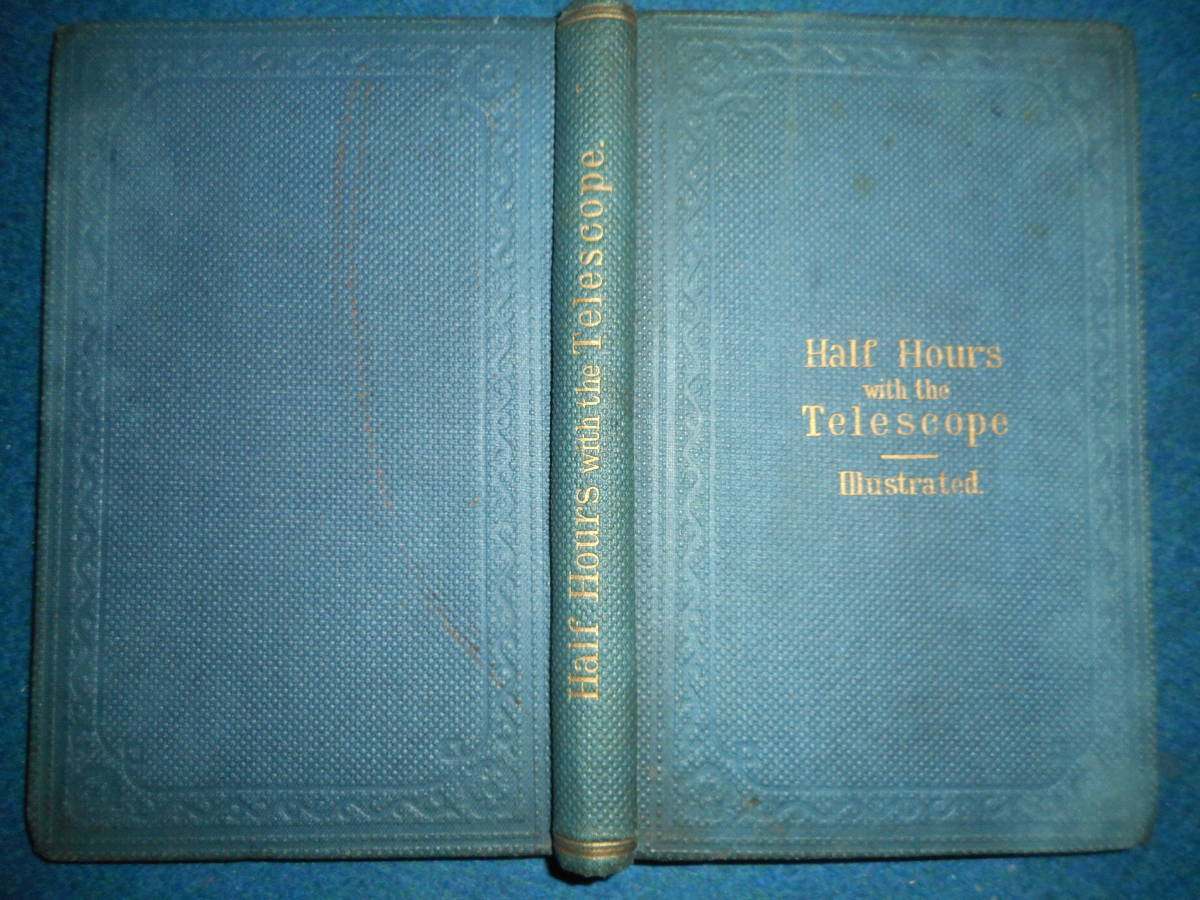 Half Hours with the Telescope.
Half Hours
with the
Telescope
Illustrated.